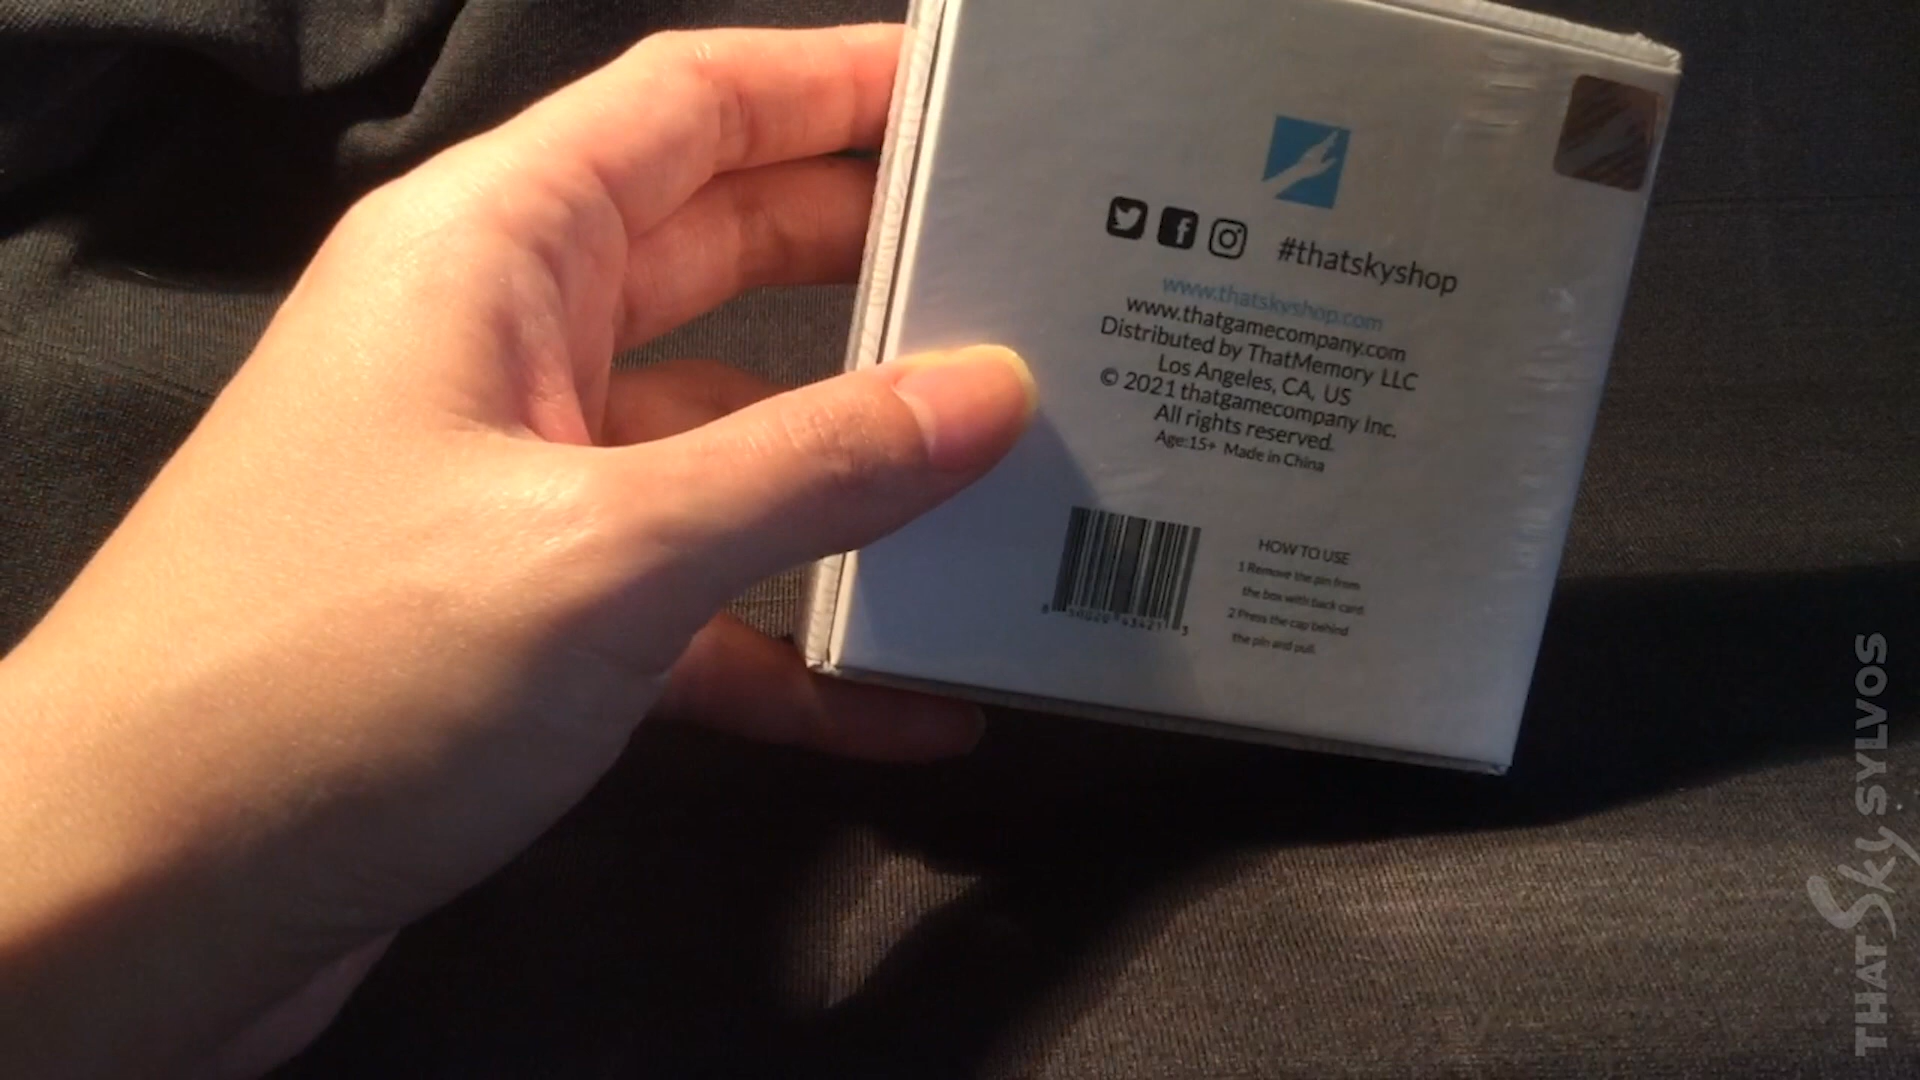 #thatskyshop
www.thatskyshop.com
www.thatgamecompany.com
Distributed by ThatMemory LLC
Los Angeles, CA, US
© 2021 thatgamecompany Inc.
All rights reserved.
Age:15+ Made in China
HOW TO USE
1 Remove the pin from
the box with back card.
2 Press the cap behind
the pin and pull.
THAT Sky SYLVOS